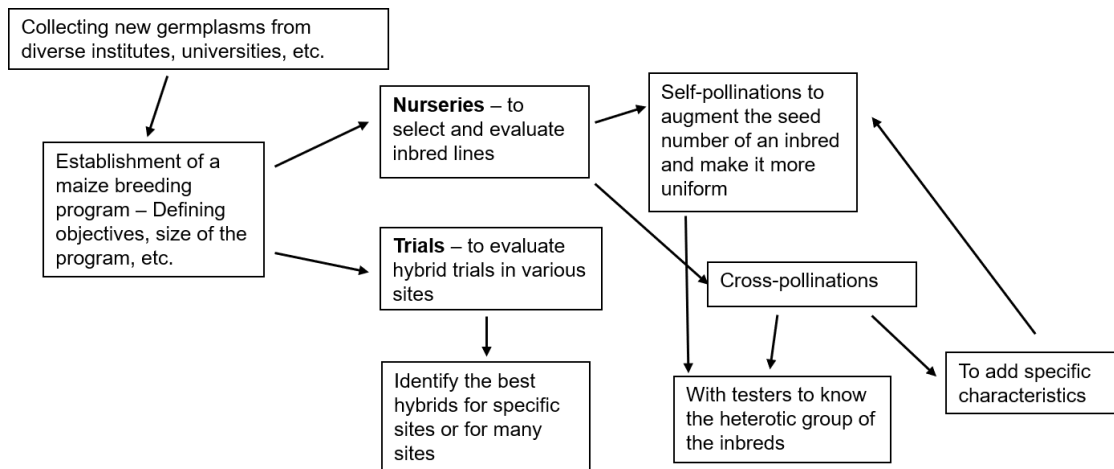 Collecting new germplasms from
diverse institutes, universities, etc.
Establishment of a
maize breeding
program – Defining
objectives, size of the
program, etc.
Nurseries – to
select and evaluate
inbred lines
Trials – to evaluate
hybrid trials in various
sites
Identify the best
hybrids for specific
sites or for many
sites
Self-pollinations to
augment the seed
number of an inbred
and make it more
uniform
Cross-pollinations
With testers to know
the heterotic group of
the inbreds
To add specific
characteristics